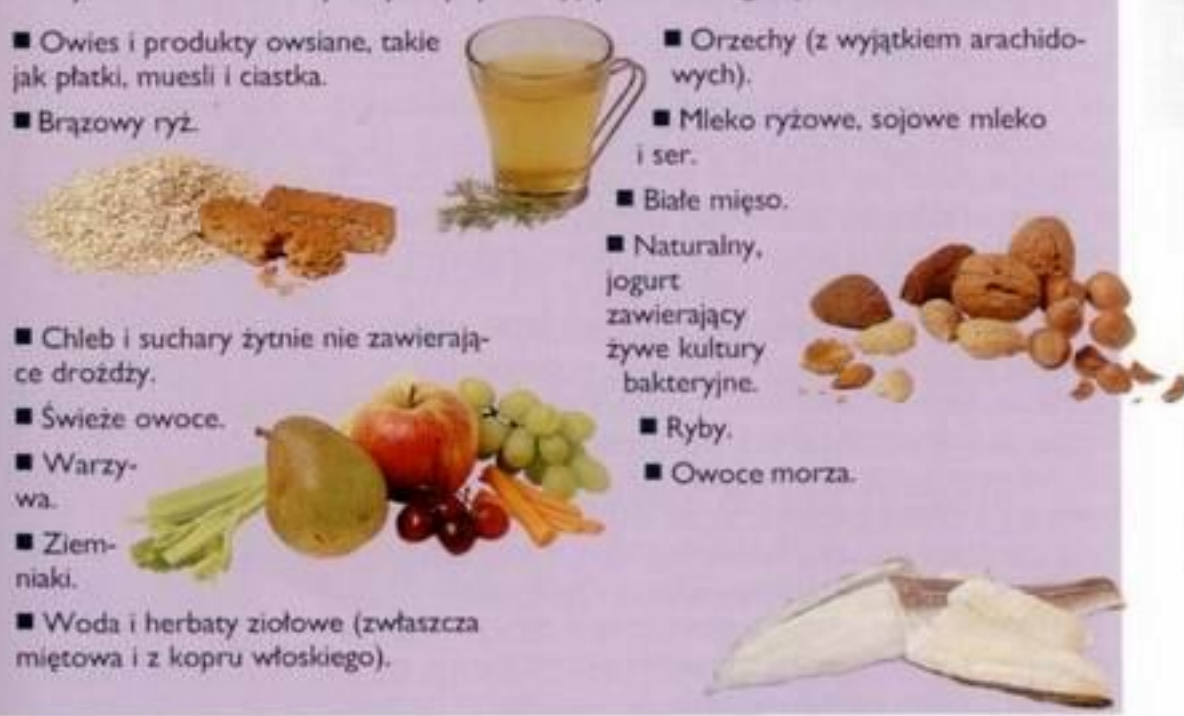 ■ Owies i produkty owsiane, takie
jak płatki, muesli i ciastka.
■ Brązowy ryż.
■ Chleb i suchary żytnie nie zawierają-
ce drożdży.
■ Świeże owoce.
■ Warzy-
wa.
■ Ziem-
niaki.
■ Woda i herbaty ziołowe (zwłaszcza
miętowa i z kopru włoskiego).
■ Orzechy (z wyjątkiem arachido-
wych).
■ Mleko ryżowe, sojowe mleko
i ser.
■ Białe mięso.
■ Naturalny,
jogurt
zawierający
żywe kultury
bakteryjne.
■ Ryby.
■ Owoce morza.